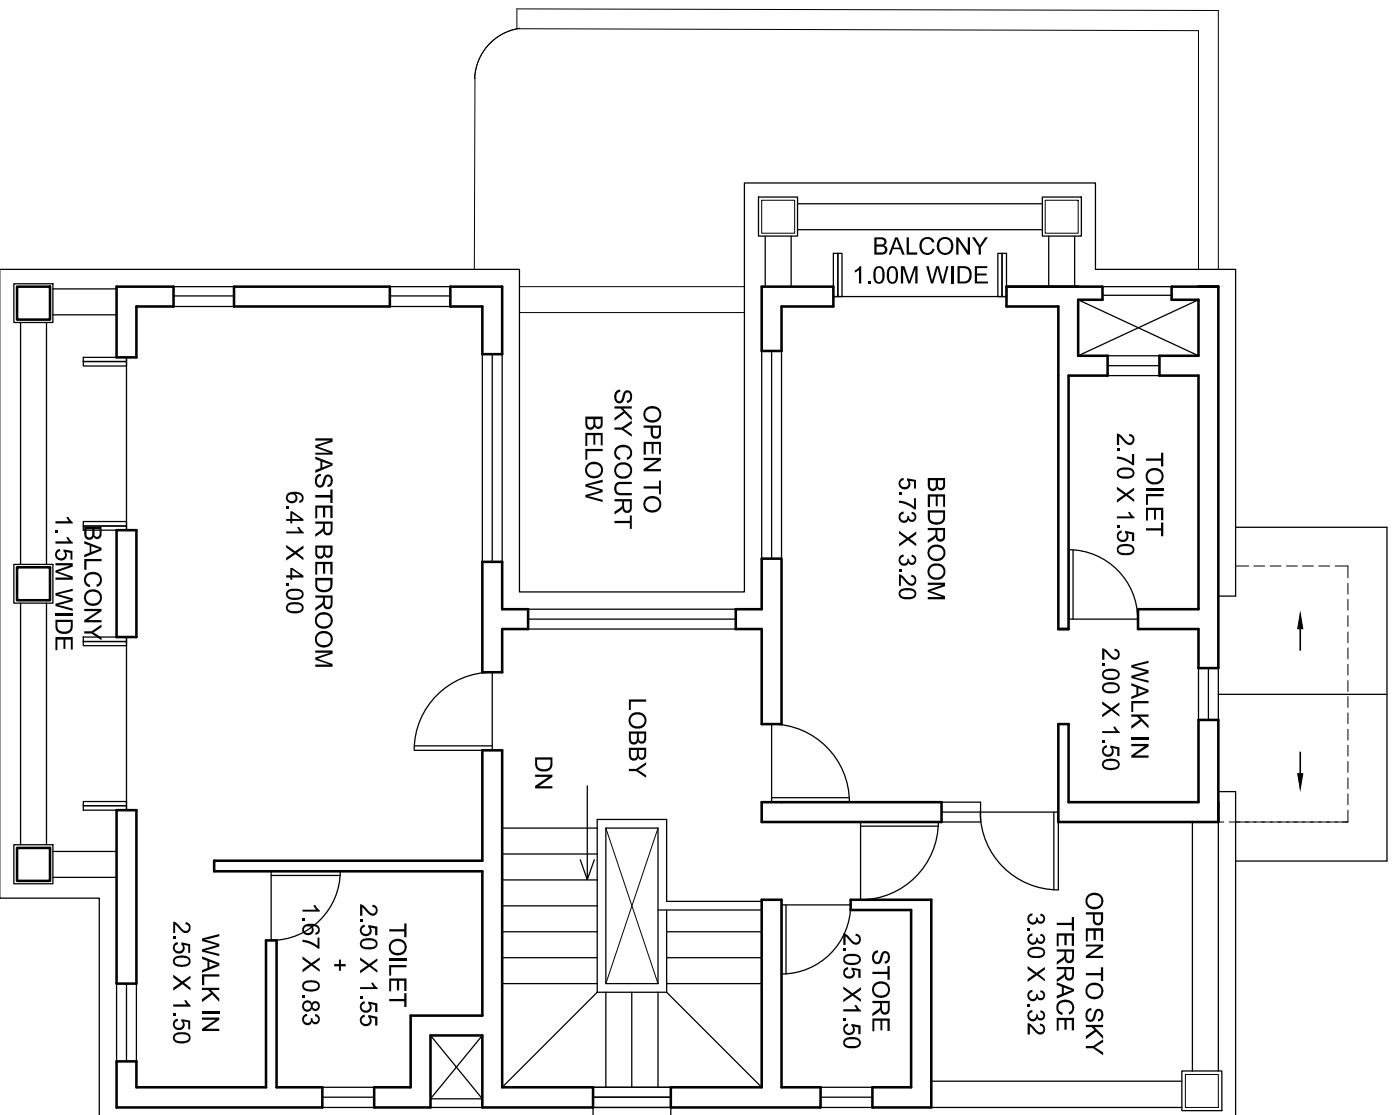 BALCONY
1.00M WIDE
TOILET
2.70 X 1.50
BEDROOM
5.73 X 3.20
OPEN TO
SKY COURT
BELOW
MASTER BEDROOM
6.41 X 4.00
BALCONY
1.15M WIDE
WALK IN
2.00 X 1.50
LOBBY
DN
OPEN TO SKY
TERRACE
3.30 X 3.32
STORE
2.05 X1.50
TOILET
2.50 X 1.55
+
1.67 X 0.83
WALK IN
2.50 X 1.50